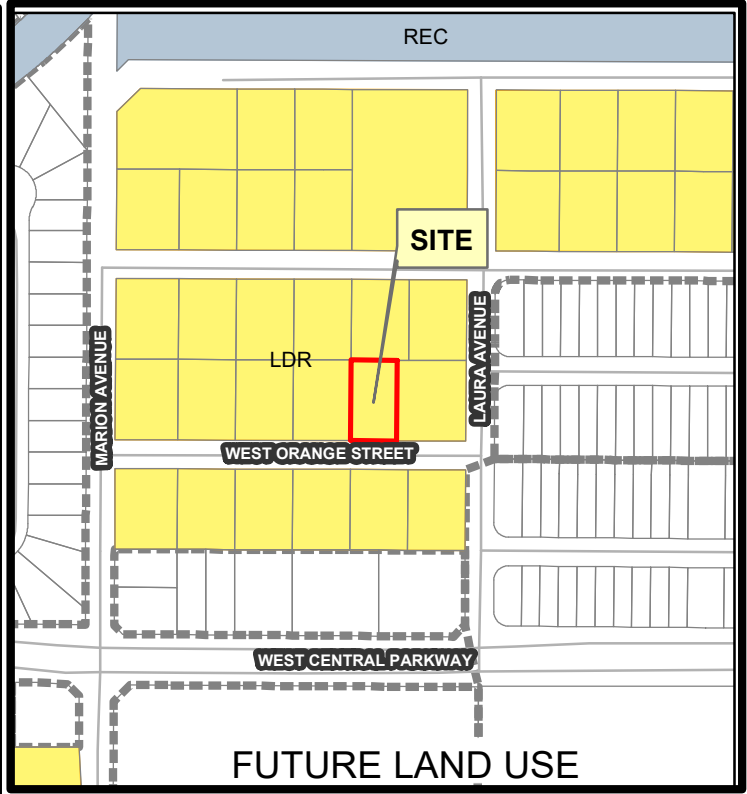 REC
SITE
LAURA AVENUE
MARION AVENUE
LDR
WEST ORANGE STREET
WEST CENTRAL PARKWAY
FUTURE LAND USE